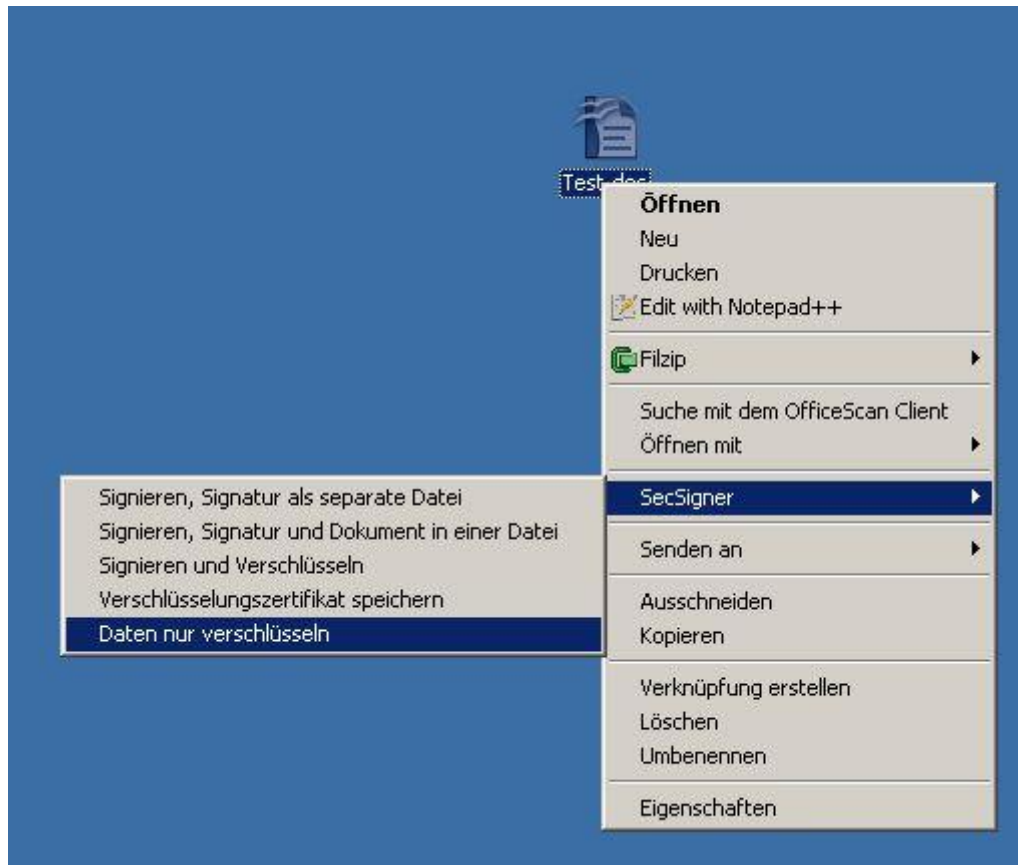 Test.doc
Öffnen
Neu
Drucken
Edit with Notepad++
Filzip
Suche mit dem OfficeScan Client
Öffnen mit
SecSigner
Senden an
Ausschneiden
Kopieren
Verknüpfung erstellen
Löschen
Umbenennen
Eigenschaften
Signieren, Signatur als separate Datei
Signieren, Signatur und Dokument in einer Datei
Signieren und Verschlüsseln
Verschlüsselungszertifikat speichern
Daten nur verschlüsseln